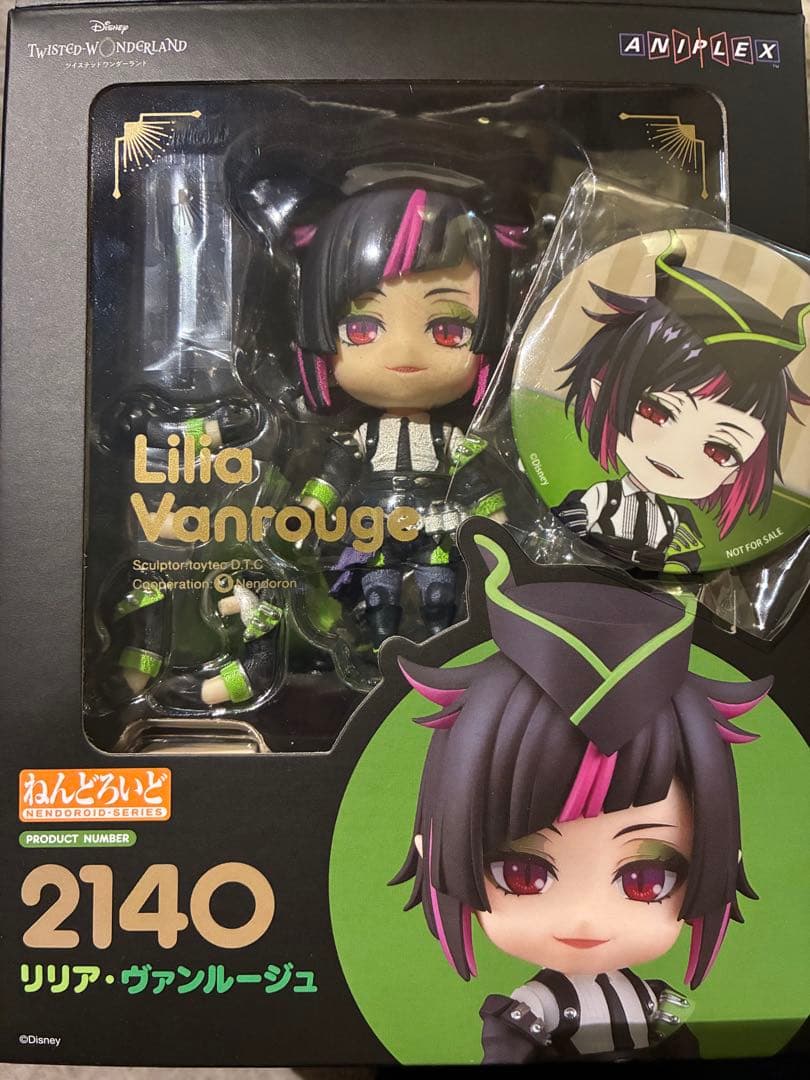 Disney
TWISTED-WONDERLAND
ツイステッドワンダーランド
ANIPLEX
TM
Lilia
Vanrouge
Sculptor:toytec D.T.C
Cooperation: Nendoron
©Disney
NOT FOR SALE
ねんどろいど
NENDOROID-SERIES
PRODUCT NUMBER
2140
リリア・ヴァンルージュ
©Disney